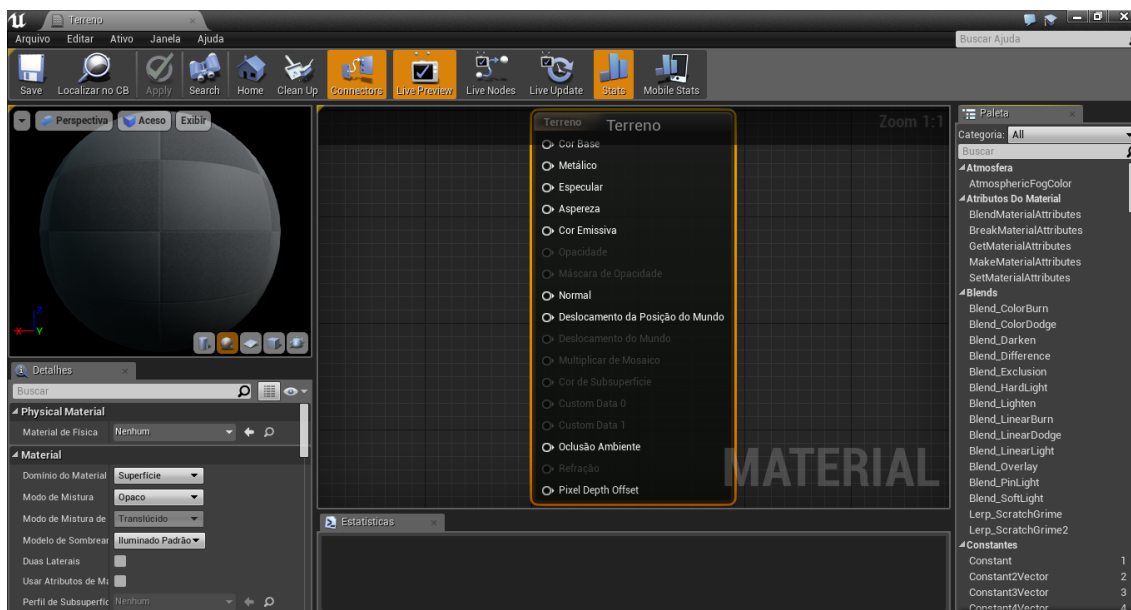 Terreno
Arquivo Editar Ativo Janela Ajuda
Buscar Ajuda
Save Localizar no CB Apply Search Home Clean Up Connectors Live Preview Live Nodes Live Update Stats Mobile Stats
Perspectiva Aceso Exibir
Z
X Y
Detalhes
Buscar
Physical Material
Material de Física Nenhum
Material
Domínio do Material Superfície
Modo de Mistura Opaco
Modo de Mistura de Translúcido
Modelo de Sombrear Iluminado Padrão
Duas Laterais
Usar Atributos de Ma
Perfil de Subsuperfíc Nenhum
Terreno Terreno
Zoom 1:1
Cor Base
Metálico
Especular
Aspereza
Cor Emissiva
Opacidade
Máscara de Opacidade
Normal
Deslocamento da Posição do Mundo
Deslocamento do Mundo
Multiplicar de Mosaico
Cor de Subsuperfície
Custom Data 0
Custom Data 1
Oclusão Ambiente
Refração
Pixel Depth Offset
MATERIAL
Estatísticas
Paleta
Categoria: All
Buscar
Atmosfera
AtmosphericFogColor
Atributos Do Material
BlendMaterialAttributes
BreakMaterialAttributes
GetMaterialAttributes
MakeMaterialAttributes
SetMaterialAttributes
Blends
Blend_ColorBurn
Blend_ColorDodge
Blend_Darken
Blend_Difference
Blend_Exclusion
Blend_HardLight
Blend_Lighten
Blend_LinearBurn
Blend_LinearDodge
Blend_LinearLight
Blend_Overlay
Blend_PinLight
Blend_SoftLight
Lerp_ScratchGrime
Lerp_ScratchGrime2
Constantes
Constant 1
Constant2Vector 2
Constant3Vector 3
Constant4Vector 4